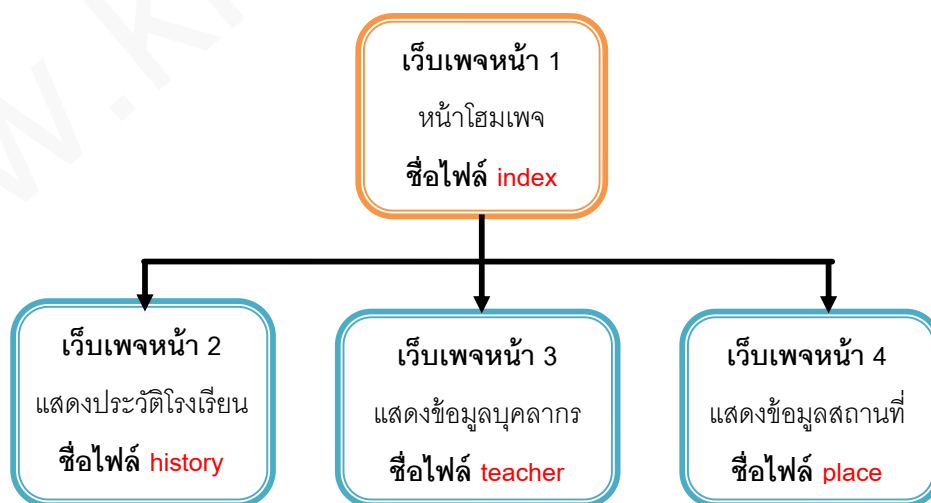 เว็บเพจหน้า 1
หน้าโฮมเพจ
ชื่อไฟล์ index
เว็บเพจหน้า 2
แสดงประวัติโรงเรียน
ชื่อไฟล์ history
เว็บเพจหน้า 3
แสดงข้อมูลบุคลากร
ชื่อไฟล์ teacher
เว็บเพจหน้า 4
แสดงข้อมูลสถานที่
ชื่อไฟล์ place